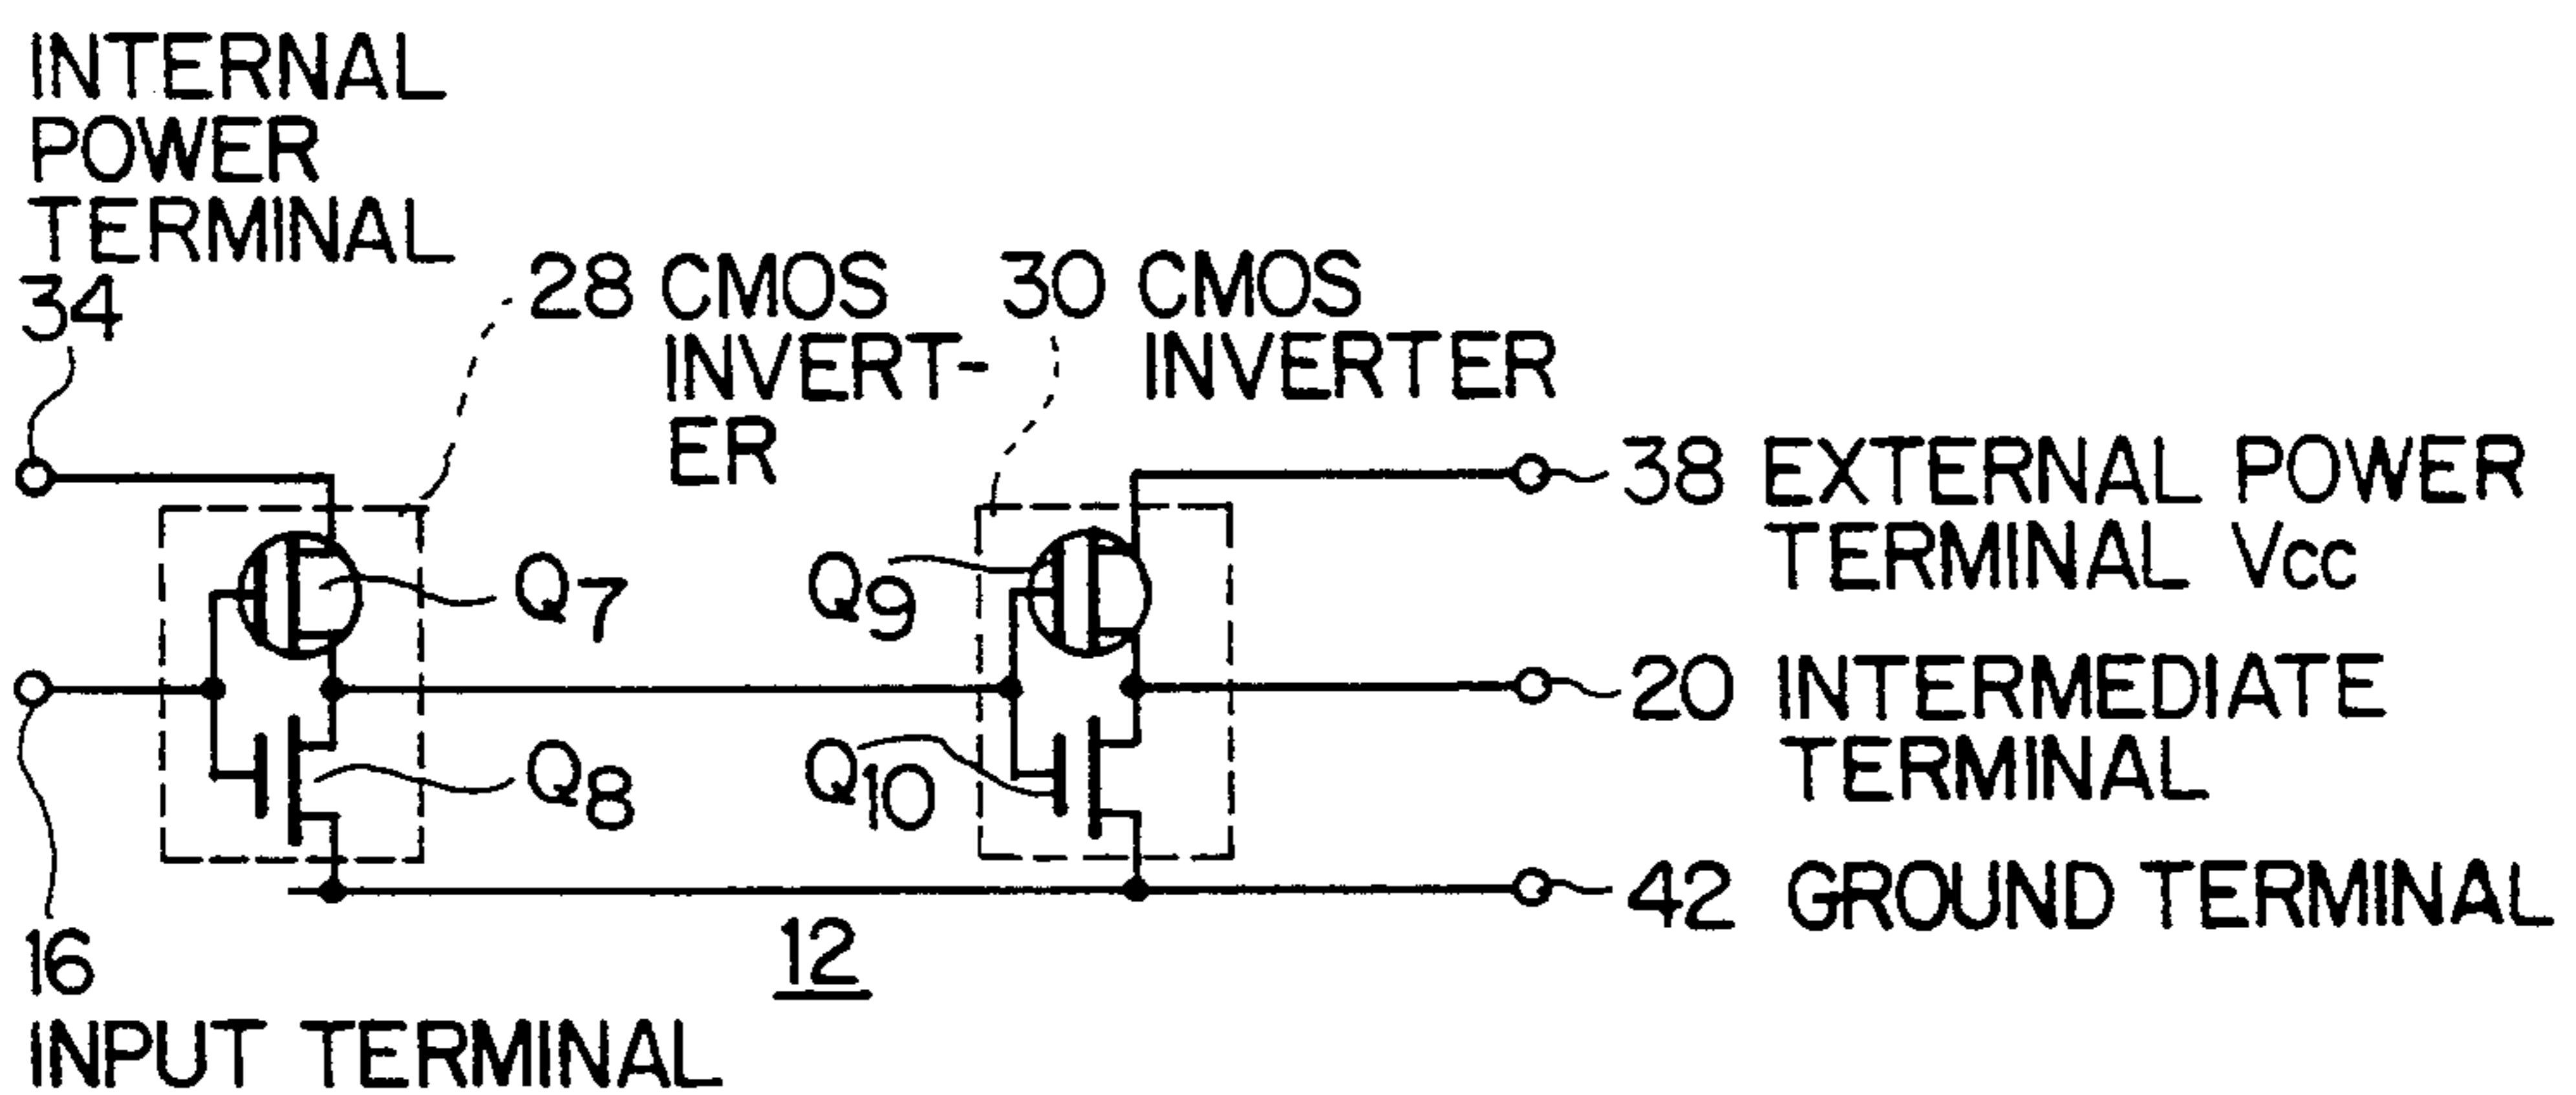 INTERNAL
POWER
TERMINAL
34
28 CMOS
INVERT-
ER
30 CMOS
INVERTER
38 EXTERNAL POWER
TERMINAL Vcc
Q7
Q9
20 INTERMEDIATE
TERMINAL
Q8
Q10
42 GROUND TERMINAL
12
16
INPUT TERMINAL